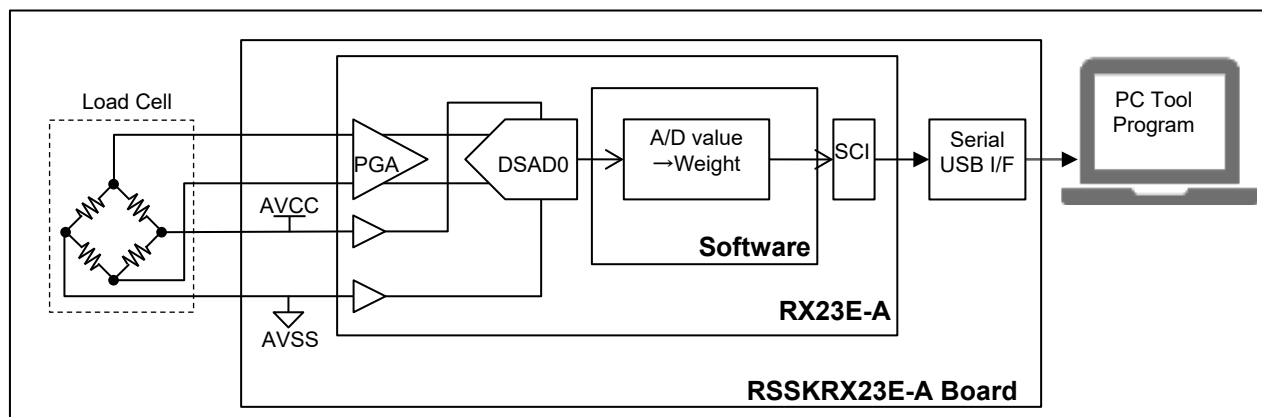 Load Cell
PGA
DSAD0
A/D value
→Weight
SCI
Serial
USB I/F
PC Tool
Program
AVCC
AVSS
Software
RX23E-A
RSSKRX23E-A Board